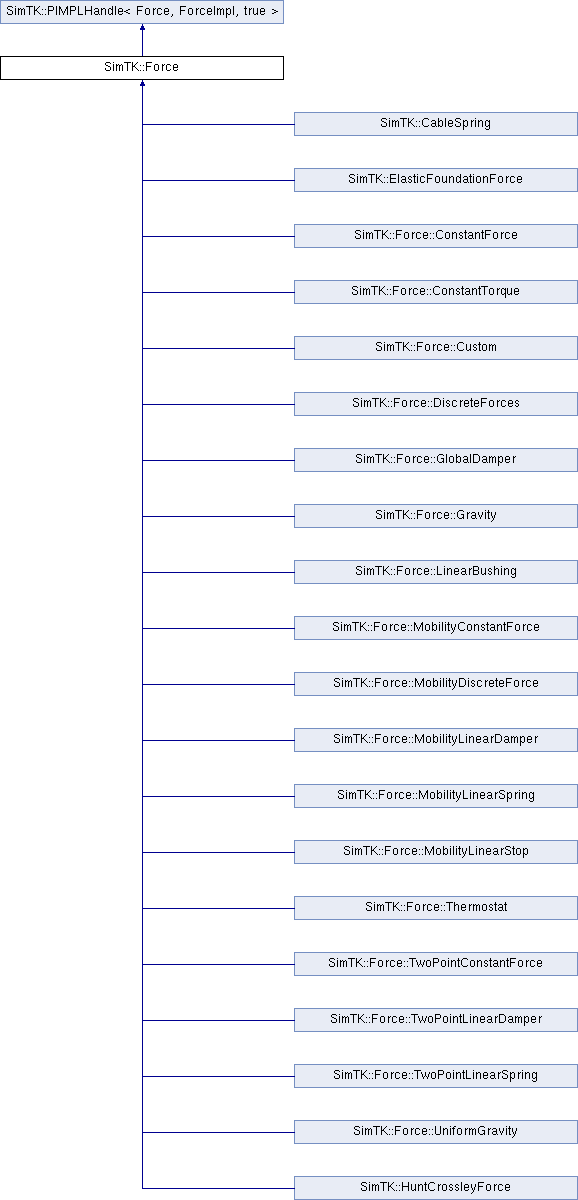 SimTK::PIMPLHandle< Force, ForceImpl, true >
SimTK::Force
SimTK::CableSpring
SimTK::ElasticFoundationForce
SimTK::Force::ConstantForce
SimTK::Force::ConstantTorque
SimTK::Force::Custom
SimTK::Force::DiscreteForces
SimTK::Force::GlobalDamper
SimTK::Force::Gravity
SimTK::Force::LinearBushing
SimTK::Force::MobilityConstantForce
SimTK::Force::MobilityDiscreteForce
SimTK::Force::MobilityLinearDamper
SimTK::Force::MobilityLinearSpring
SimTK::Force::MobilityLinearStop
SimTK::Force::Thermostat
SimTK::Force::TwoPointConstantForce
SimTK::Force::TwoPointLinearDamper
SimTK::Force::TwoPointLinearSpring
SimTK::Force::UniformGravity
SimTK::HuntCrossleyForce